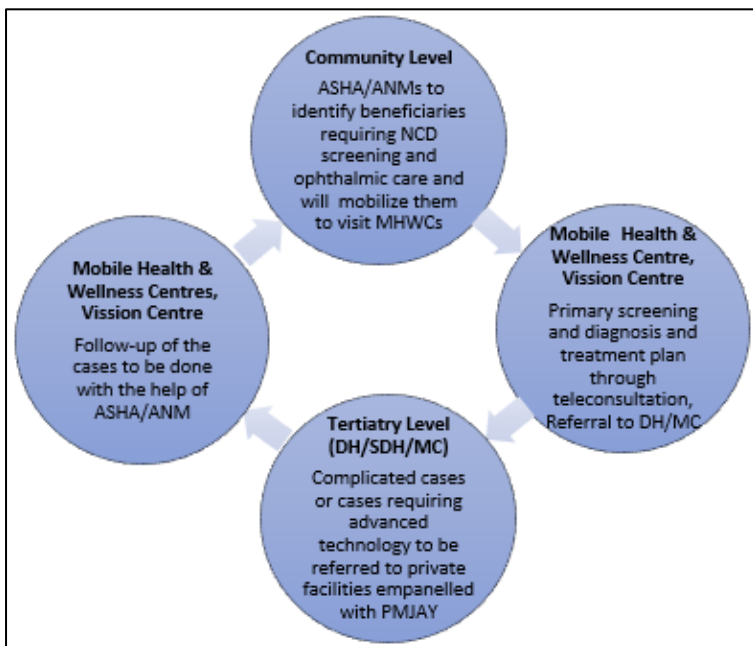 Community Level
ASHA/ANMs to
identify beneficiaries
requiring NCD
screening and
ophthalmic care and
will mobilize them
to visit MHWCs
Mobile Health &
Wellness Centre,
Vission Centre
Primary screening
and diagnosis and
treatment plan
through
teleconsultation,
Referral to DH/MC
Tertiatry Level
(DH/SDH/MC)
Complicated cases
or cases requiring
advanced
technology to be
referred to private
facilities empanelled
with PMJAY
Mobile Health &
Wellness Centres,
Vission Centre
Follow-up of the
cases to be done
with the help of
ASHA/ANM